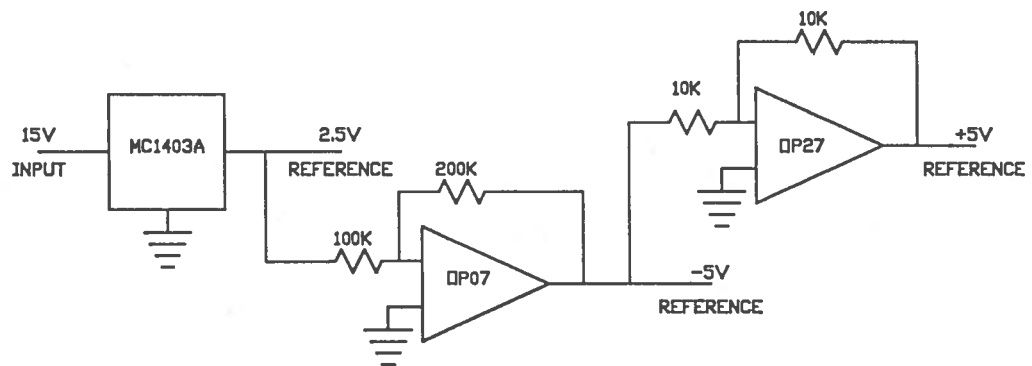 10K
10K
15V
INPUT
MC1403A
2.5V
REFERENCE
OP27
+5V
REFERENCE
200K
100K
OP07
-5V
REFERENCE